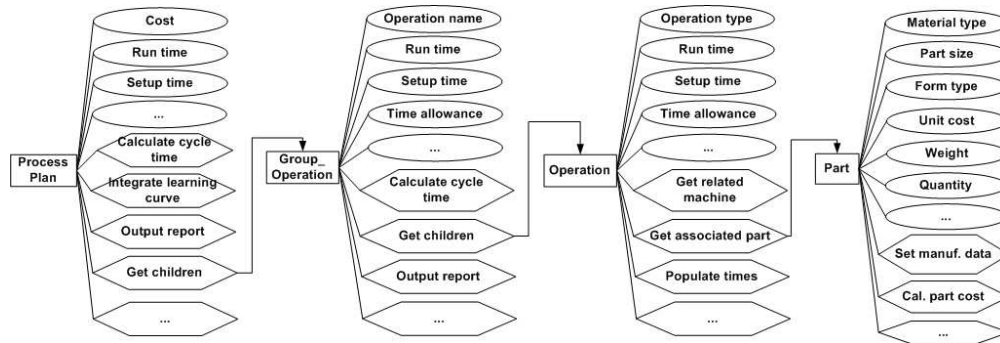 Process
Plan
Cost
Run time
Setup time
...
Calculate cycle
time
Integrate learning
curve
Output report
Get children
...
Group_
Operation
Operation name
Run time
Setup time
Time allowance
...
Calculate cycle
time
Get children
Output report
...
Operation
Operation type
Run time
Setup time
Time allowance
...
Get related
machine
Get associated part
Populate times
...
Part
Material type
Part size
Form type
Unit cost
Weight
Quantity
...
Set manuf. data
Cal. part cost
...